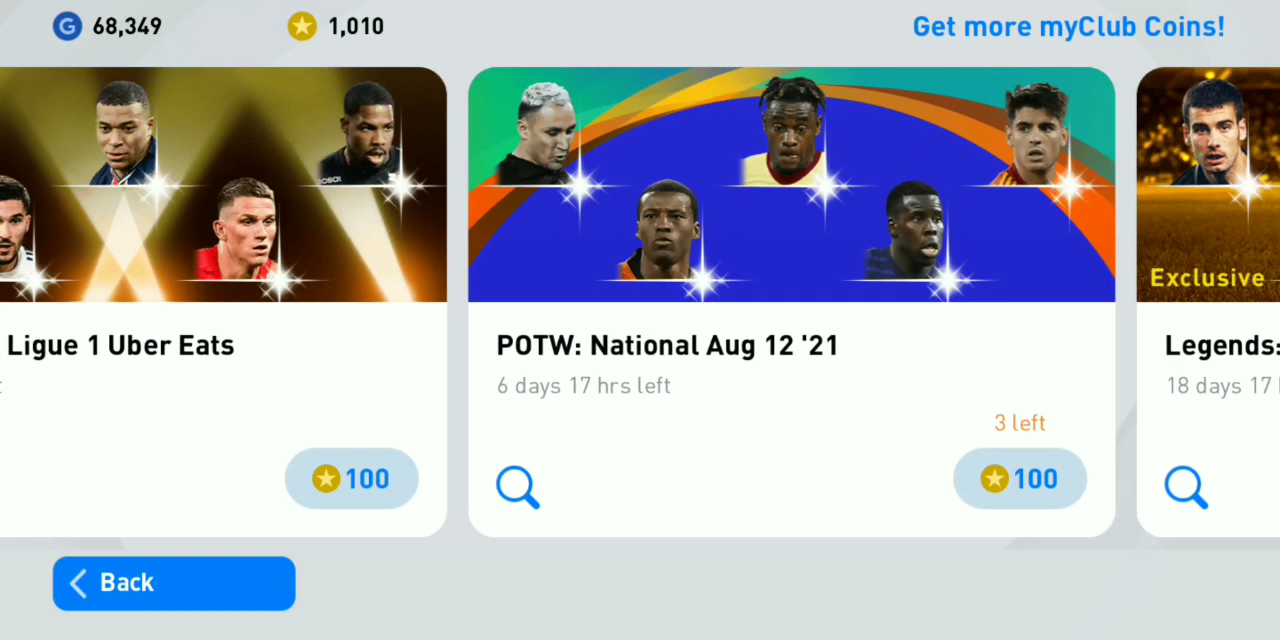 G 68,349
1,010
Get more myClub Coins!
Ligue 1 Uber Eats
100
POTW: National Aug 12 '21
6 days 17 hrs left
3 left
100
Exclusive
Legends:
18 days 17
Back